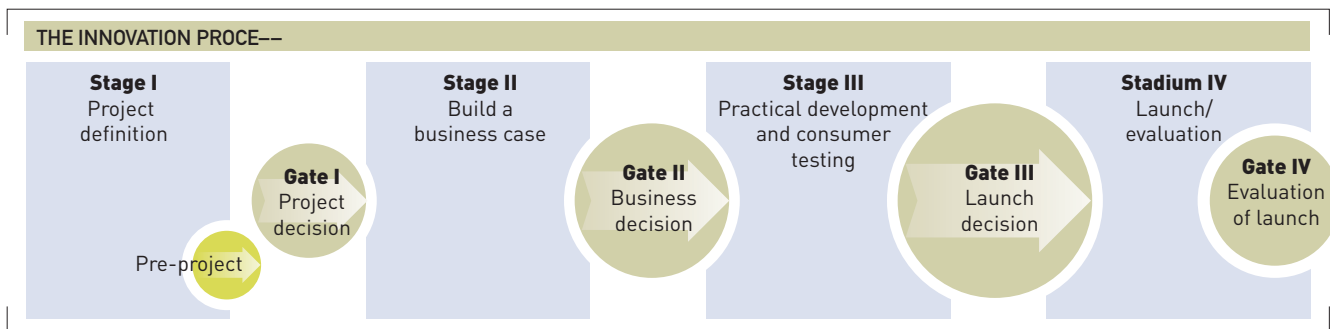 THE INNOVATION PROCE––
Stage I
Project
definition
Pre-project
Gate I
Project
decision
Stage II
Build a
business case
Gate II
Business
decision
Stage III
Practical development
and consumer
testing
Gate III
Launch
decision
Stadium IV
Launch/
evaluation
Gate IV
Evaluation
of launch